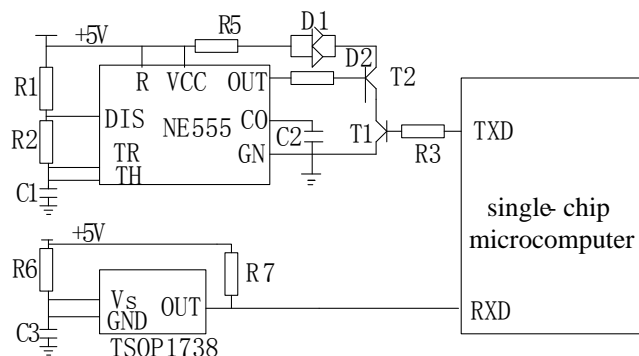 +5V
R5
D1
R1
R
VCC
OUT
D2
T2
DIS
NE555
CO
R2
C2
T1
TXD
TR
GN
R3
TH
C1
single-chip
microcomputer
+5V
R6
R7
Vs
OUT
RXD
GND
C3
TSOP1738